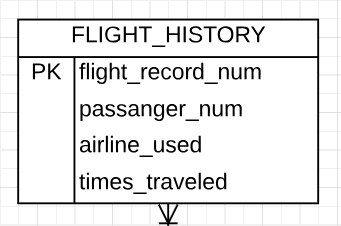 FLIGHT_HISTORY
PK flight_record_num
passanger_num
airline_used
times_traveled